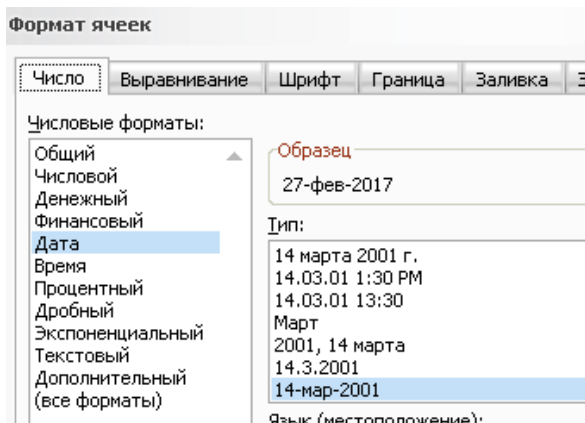 Формат ячеек
Число Выравнивание Шрифт Граница Заливка
Числовые форматы:
Общий
Числовой
Денежный
Финансовый
Дата
Время
Процентный
Дробный
Экспоненциальный
Текстовый
Дополнительный
(все форматы)
Образец
27-фев-2017
Тип:
14 марта 2001 г.
14.03.01 1:30 PM
14.03.01 13:30
Март
2001, 14 марта
14.3.2001
14-мар-2001
Язык (местоположение):